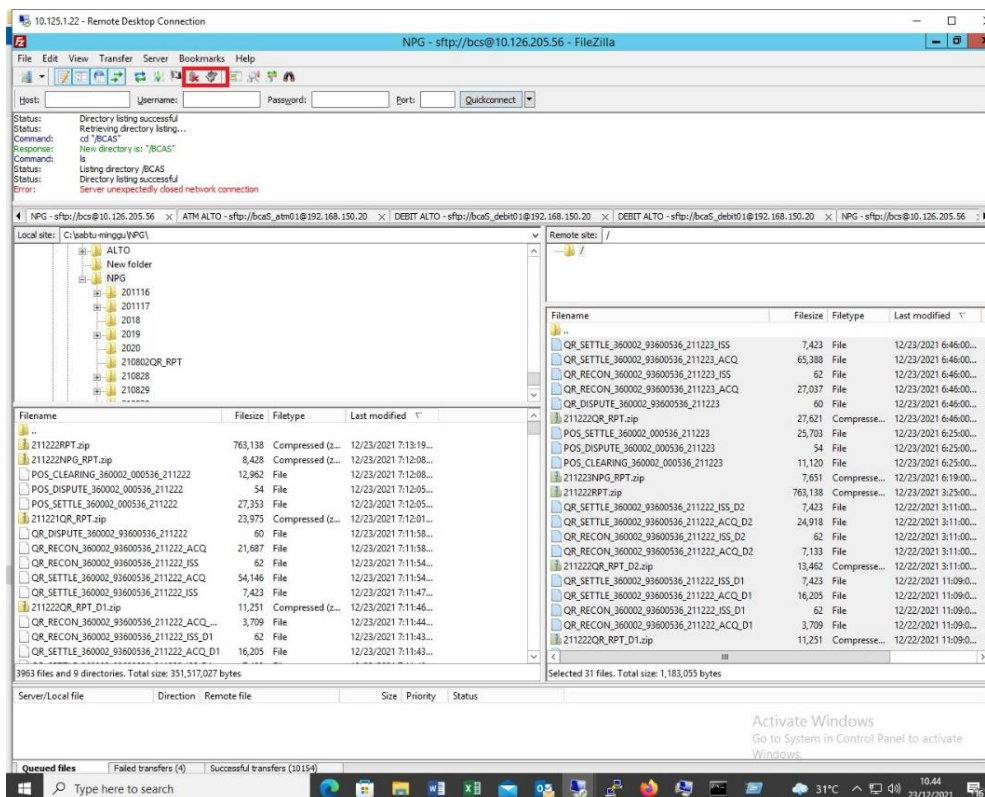 10.125.1.22 - Remote Desktop Connection
NPG - sftp://bcs@10.126.205.56 - FileZilla
File Edit View Transfer Server Bookmarks Help
Host: Username: Password: Port: Quickconnect
Status: Directory listing successful
Status: Retrieving directory listing...
Command: cd "/BCAS"
Response: New directory is: "/BCAS"
Command: ls
Status: Listing directory /BCAS
Status: Directory listing successful
Error: Server unexpectedly closed network connection
NPG - sftp://bcs@10.126.205.56 ATM ALTO - sftp://bcaS_atm01@192.168.150.20 DEBIT ALTO - sftp://bcaS_debit01@192.168.150.20 DEBIT ALTO - sftp://bcaS_debit01@192.168.150.20 NPG - sftp://bcs@10.126.205.56
Local site: C:\sabtu-minggu\NPG\
ALTO
New folder
NPG
201116
201117
2018
2019
2020
210802QR_RPT
210828
210829
Filename Filesize Filetype Last modified
..
211222RPT.zip 763,138 Compressed (z... 12/23/2021 7:13:19...
211222NPG_RPT.zip 8,428 Compressed (z... 12/23/2021 7:12:08...
POS_CLEARING_360002_000536_211222 12,962 File 12/23/2021 7:12:08...
POS_DISPUTE_360002_000536_211222 54 File 12/23/2021 7:12:05...
POS_SETTLE_360002_000536_211222 27,353 File 12/23/2021 7:12:05...
211221QR_RPT.zip 23,975 Compressed (z... 12/23/2021 7:12:01...
QR_DISPUTE_360002_93600536_211222 60 File 12/23/2021 7:11:58...
QR_RECON_360002_93600536_211222_ACQ 21,687 File 12/23/2021 7:11:58...
QR_RECON_360002_93600536_211222_ISS 62 File 12/23/2021 7:11:54...
QR_SETTLE_360002_93600536_211222_ACQ 54,146 File 12/23/2021 7:11:54...
QR_SETTLE_360002_93600536_211222_ISS 7,423 File 12/23/2021 7:11:47...
211222QR_RPT_D1.zip 11,251 Compressed (z... 12/23/2021 7:11:46...
QR_RECON_360002_93600536_211222_ACQ_... 3,709 File 12/23/2021 7:11:44...
QR_RECON_360002_93600536_211222_ISS_D1 62 File 12/23/2021 7:11:43...
QR_SETTLE_360002_93600536_211222_ACQ_D1 16,205 File 12/23/2021 7:11:43...
3963 files and 9 directories. Total size: 351,517,027 bytes
Remote site: /
/
Filename Filesize Filetype Last modified
..
QR_SETTLE_360002_93600536_211223_ISS 7,423 File 12/23/2021 6:46:00...
QR_SETTLE_360002_93600536_211223_ACQ 65,388 File 12/23/2021 6:46:00...
QR_RECON_360002_93600536_211223_ISS 62 File 12/23/2021 6:46:00...
QR_RECON_360002_93600536_211223_ACQ 27,037 File 12/23/2021 6:46:00...
QR_DISPUTE_360002_93600536_211223 60 File 12/23/2021 6:46:00...
211222QR_RPT.zip 27,621 Compresse... 12/23/2021 6:46:00...
POS_SETTLE_360002_000536_211223 25,703 File 12/23/2021 6:25:00...
POS_DISPUTE_360002_000536_211223 54 File 12/23/2021 6:25:00...
POS_CLEARING_360002_000536_211223 11,120 File 12/23/2021 6:25:00...
211223NPG_RPT.zip 7,651 Compresse... 12/23/2021 6:19:00...
211222RPT.zip 763,138 Compresse... 12/23/2021 3:25:00...
QR_SETTLE_360002_93600536_211222_ISS_D2 7,423 File 12/22/2021 3:11:00...
QR_SETTLE_360002_93600536_211222_ACQ_D2 24,918 File 12/22/2021 3:11:00...
QR_RECON_360002_93600536_211222_ISS_D2 62 File 12/22/2021 3:11:00...
QR_RECON_360002_93600536_211222_ACQ_D2 7,133 File 12/22/2021 3:11:00...
211222QR_RPT_D2.zip 13,462 Compresse... 12/22/2021 3:11:00...
QR_SETTLE_360002_93600536_211222_ISS_D1 7,423 File 12/22/2021 11:09:0...
QR_SETTLE_360002_93600536_211222_ACQ_D1 16,205 File 12/22/2021 11:09:0...
QR_RECON_360002_93600536_211222_ISS_D1 62 File 12/22/2021 11:09:0...
QR_RECON_360002_93600536_211222_ACQ_D1 3,709 File 12/22/2021 11:09:0...
211222QR_RPT_D1.zip 11,251 Compresse... 12/22/2021 11:09:0...
Selected 31 files. Total size: 1,183,055 bytes
Server/Local file Direction Remote file Size Priority Status
Activate Windows
Go to System in Control Panel to activate
Windows.
Queued files Failed transfers (4) Successful transfers (10154)
Type here to search
31°C
10.44
23/12/2021